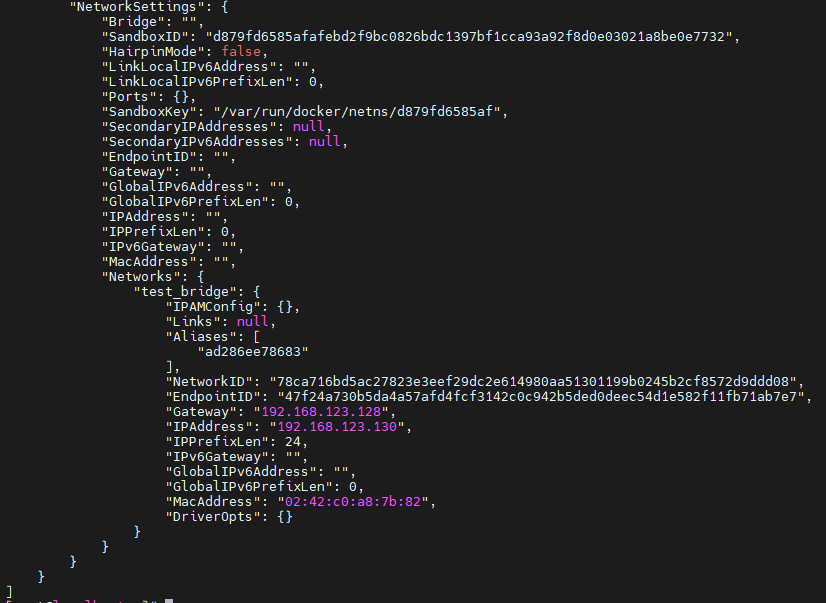 "NetworkSettings": {
"Bridge": "",
"SandboxID": "d879fd6585afafebd2f9bc0826bdc1397bf1cca93a92f8d0e03021a8be0e7732",
"HairpinMode": false,
"LinkLocalIPv6Address": "",
"LinkLocalIPv6PrefixLen": 0,
"Ports": {},
"SandboxKey": "/var/run/docker/netns/d879fd6585af",
"SecondaryIPAddresses": null,
"SecondaryIPv6Addresses": null,
"EndpointID": "",
"Gateway": "",
"GlobalIPv6Address": "",
"GlobalIPv6PrefixLen": 0,
"IPAddress": "",
"IPPrefixLen": 0,
"IPv6Gateway": "",
"MacAddress": "",
"Networks": {
"test_bridge": {
"IPAMConfig": {},
"Links": null,
"Aliases": [
"ad286ee78683"
],
"NetworkID": "78ca716bd5ac27823e3eef29dc2e614980aa51301199b0245b2cf8572d9ddd08",
"EndpointID": "47f24a730b5da4a57afd4fcf3142c0c942b5ded0deec54d1e582f11fb71ab7e7",
"Gateway": "192.168.123.128",
"IPAddress": "192.168.123.130",
"IPPrefixLen": 24,
"IPv6Gateway": "",
"GlobalIPv6Address": "",
"GlobalIPv6PrefixLen": 0,
"MacAddress": "02:42:c0:a8:7b:82",
"DriverOpts": {}
}
}
}
}
]